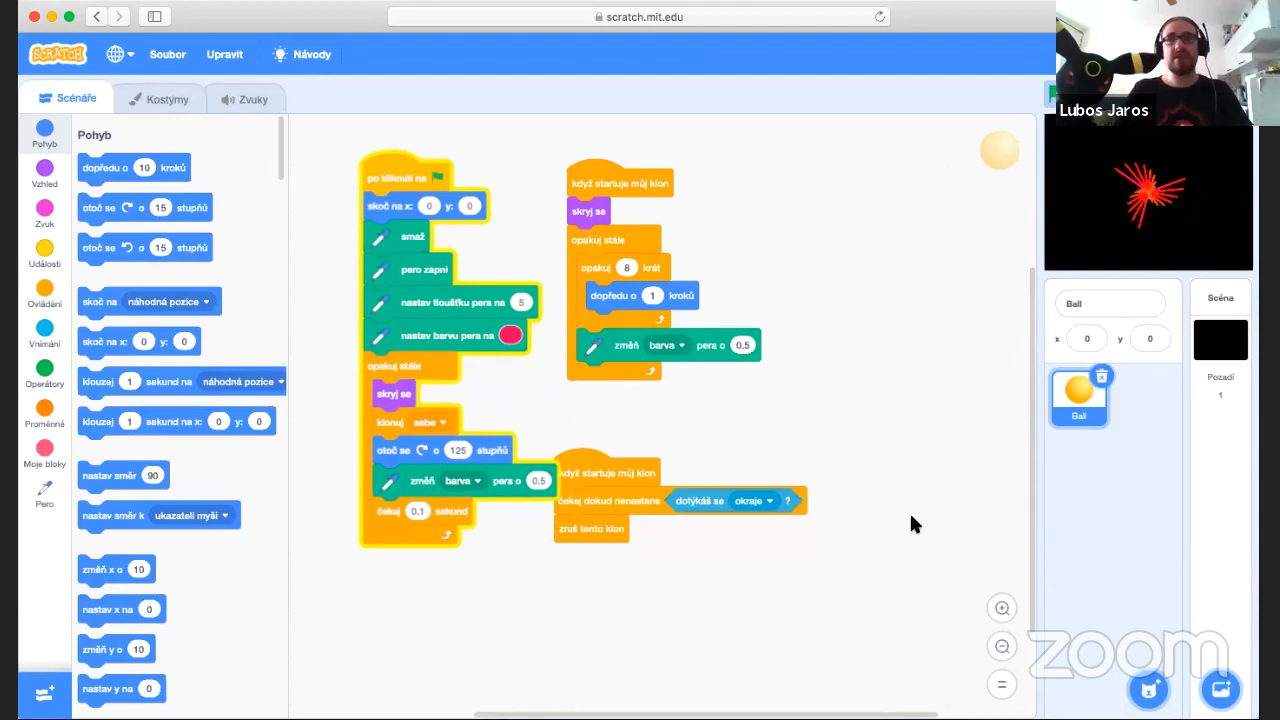 scratch.mit.edu
SCRATCH
Soubor
Upravit
Návody
Lubos Jaros
Scénáře
Kostýmy
Zvuky
Pohyb
Vzhled
Zvuk
Události
Ovládání
Vnímání
Operátory
Proměnné
Moje bloky
Pero
Pohyb
dopředu o 10 kroků
otoč se o 15 stupňů
otoč se o 15 stupňů
skoč na náhodná pozice
skoč na x: 0 y: 0
klouzej 1 sekund na náhodná pozice
klouzej 1 sekund na x: 0 y: 0
nastav směr 90
nastav směr k ukazateli myši
změň x o 10
nastav x na 0
změň y o 10
nastav y na 0
po kliknutí na
skoč na x: 0 y: 0
smaž
pero zapni
nastav tloušťku pera na 5
nastav barvu pera na
opakuj stále
skryj se
klonuj sebe
otoč se o 125 stupňů
změň barva pera o 0.5
čekej 0.1 sekund
když startuje můj klon
skryj se
opakuj stále
opakuj 8 krát
dopředu o 1 kroků
změň barva pera o 0.5
když startuje můj klon
čekej dokud nenastane dotýkáš se okraje ?
zruš tento klon
Ball
x 0 y 0
Ball
Scéna
Pozadí
1
zoom